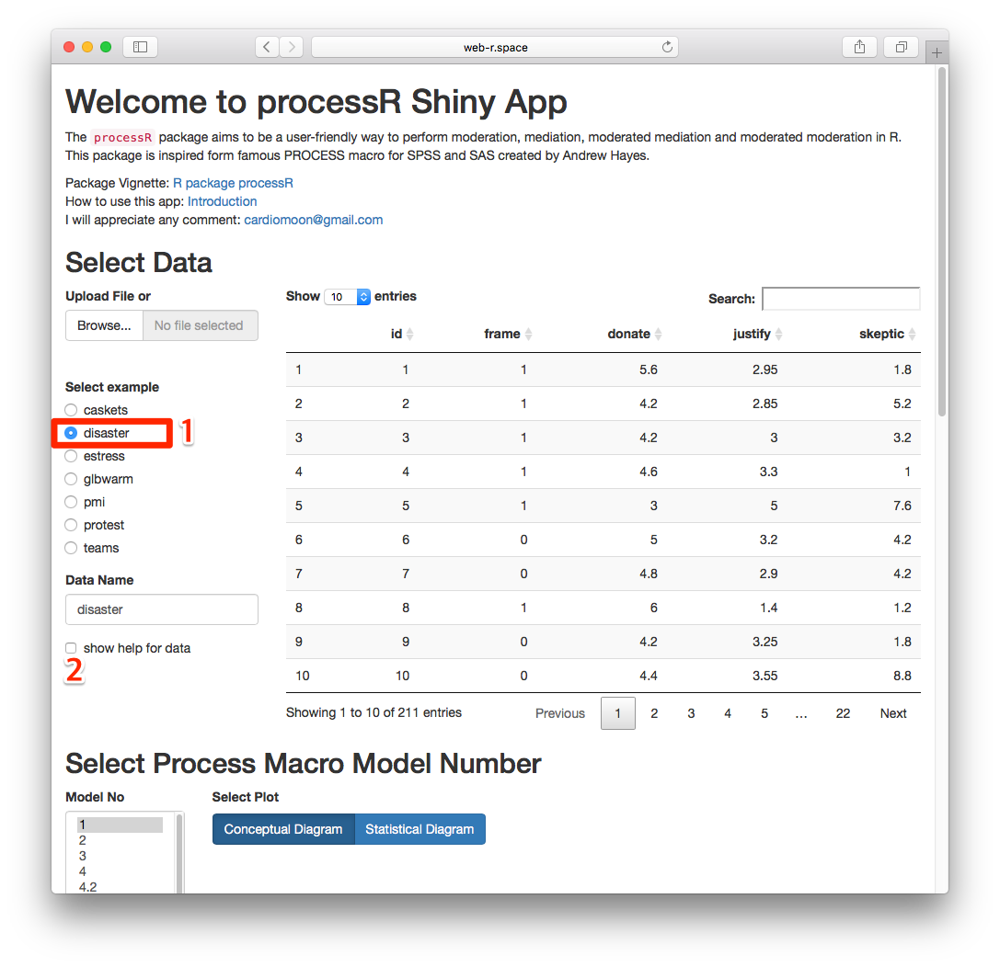 web-r.space
Welcome to processR Shiny App
The processR package aims to be a user-friendly way to perform moderation, mediation, moderated mediation and moderated moderation in R.
This package is inspired form famous PROCESS macro for SPSS and SAS created by Andrew Hayes.
Package Vignette: R package processR
How to use this app: Introduction
I will appreciate any comment: cardiomoon@gmail.com
Select Data
Upload File or
Browse... No file selected
Select example
caskets
disaster 1
estress
glbwarm
pmi
protest
teams
Data Name
disaster
show help for data
2
Show 10 entries Search:
id frame donate justify skeptic
1 1 1 5.6 2.95 1.8
2 2 1 4.2 2.85 5.2
3 3 1 4.2 3 3.2
4 4 1 4.6 3.3 1
5 5 1 3 5 7.6
6 6 0 5 3.2 4.2
7 7 0 4.8 2.9 4.2
8 8 1 6 1.4 1.2
9 9 0 4.2 3.25 1.8
10 10 0 4.4 3.55 8.8
Showing 1 to 10 of 211 entries Previous 1 2 3 4 5 … 22 Next
Select Process Macro Model Number
Model No
1
2
3
4
4.2
Select Plot
Conceptual Diagram Statistical Diagram